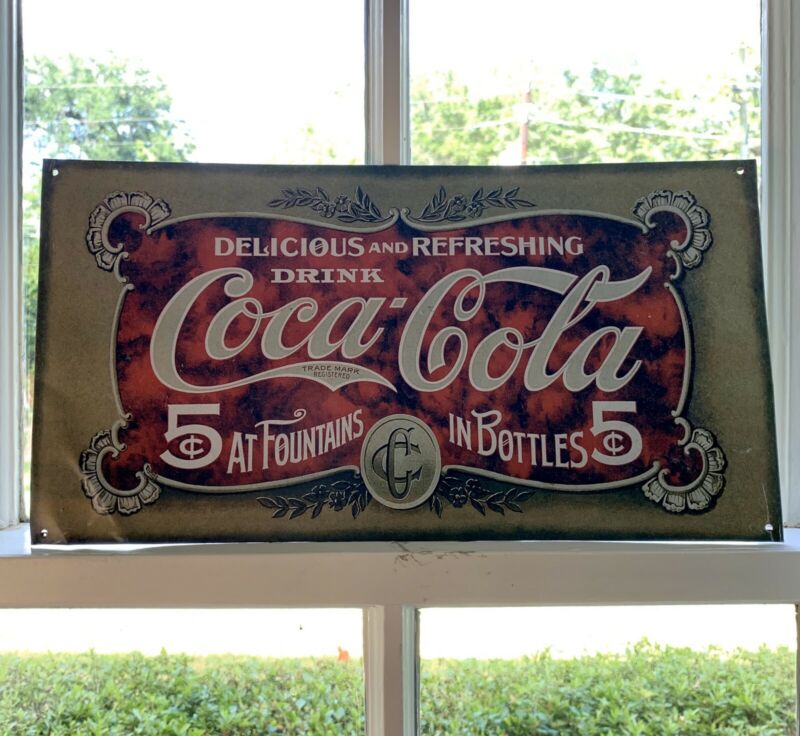 DELICIOUS AND REFRESHING
DRINK
Coca-Cola
TRADE MARK
REGISTERED
5¢ AT FOUNTAINS IN BOTTLES 5¢
CC